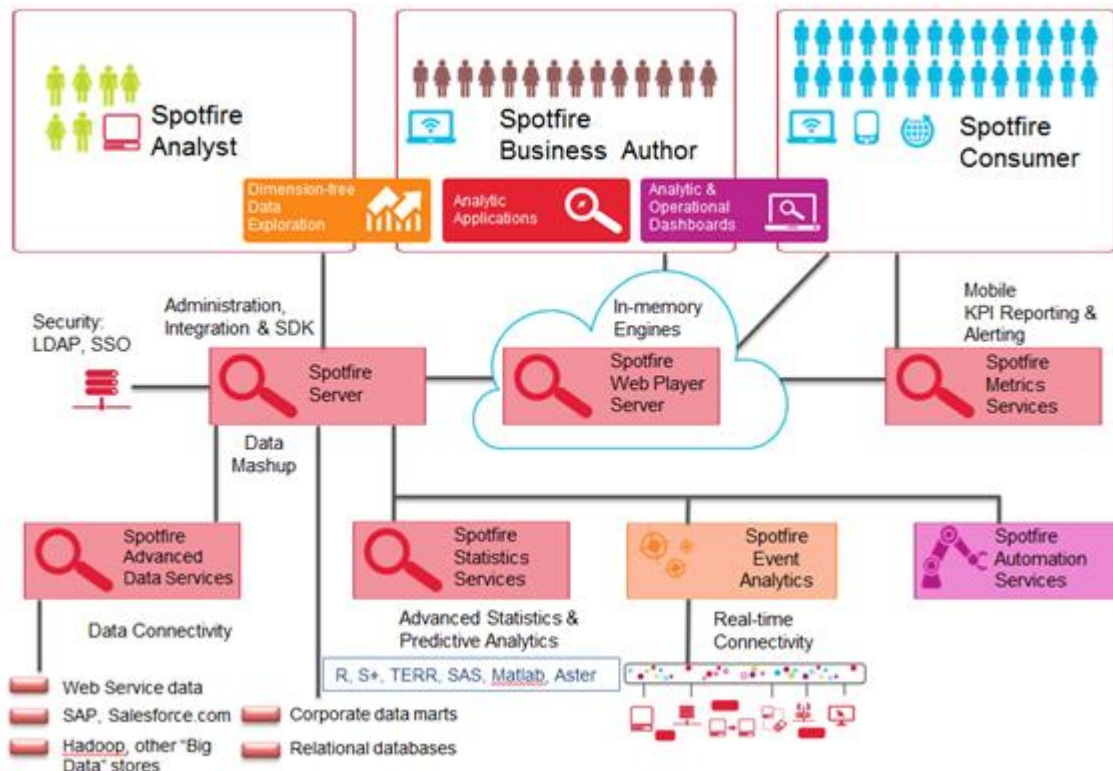 Spotfire
Analyst
Spotfire
Business Author
Spotfire
Consumer
Dimension-free
Data
Exploration
Analytic
Applications
Analytic &
Operational
Dashboards
Security:
LDAP, SSO
Administration,
Integration & SDK
In-memory
Engines
Mobile
KPI Reporting &
Alerting
Spotfire
Server
Spotfire
Web Player
Server
Spotfire
Metrics
Services
Data
Mashup
Spotfire
Advanced
Data Services
Spotfire
Statistics
Services
Spotfire
Event
Analytics
Spotfire
Automation
Services
Data Connectivity
Advanced Statistics &
Predictive Analytics
Real-time
Connectivity
R, S+, TERR, SAS, Matlab, Aster
Web Service data
SAP, Salesforce.com
Hadoop, other "Big
Data" stores
Corporate data marts
Relational databases